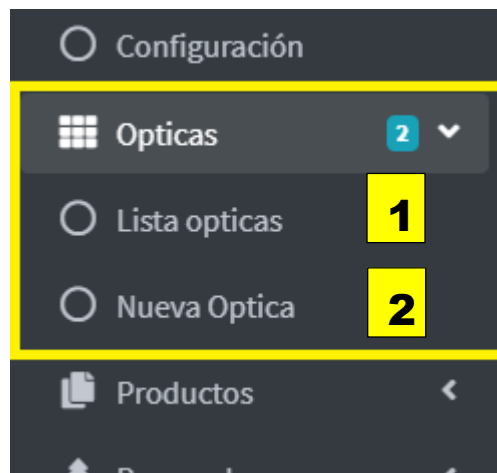 Configuración
Opticas 2
Lista opticas 1
Nueva Optica 2
Productos